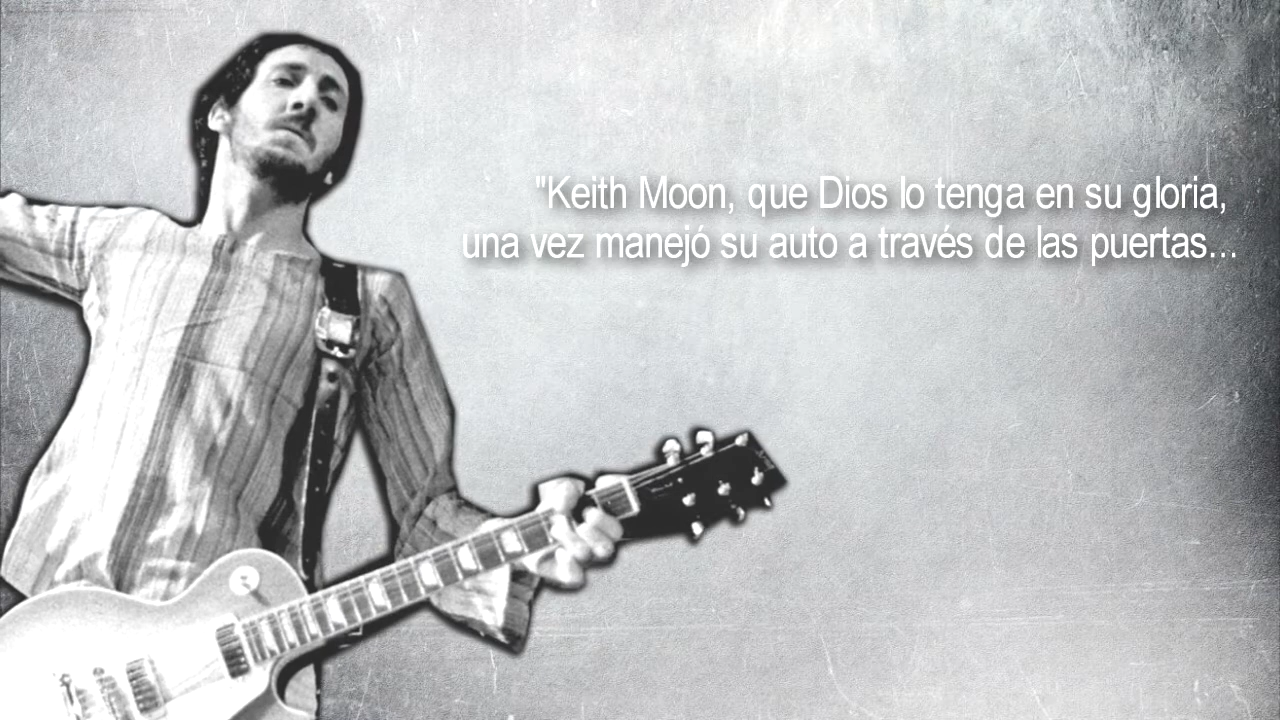 "Keith Moon, que Dios lo tenga en su gloria,
una vez manejó su auto a través de las puertas...